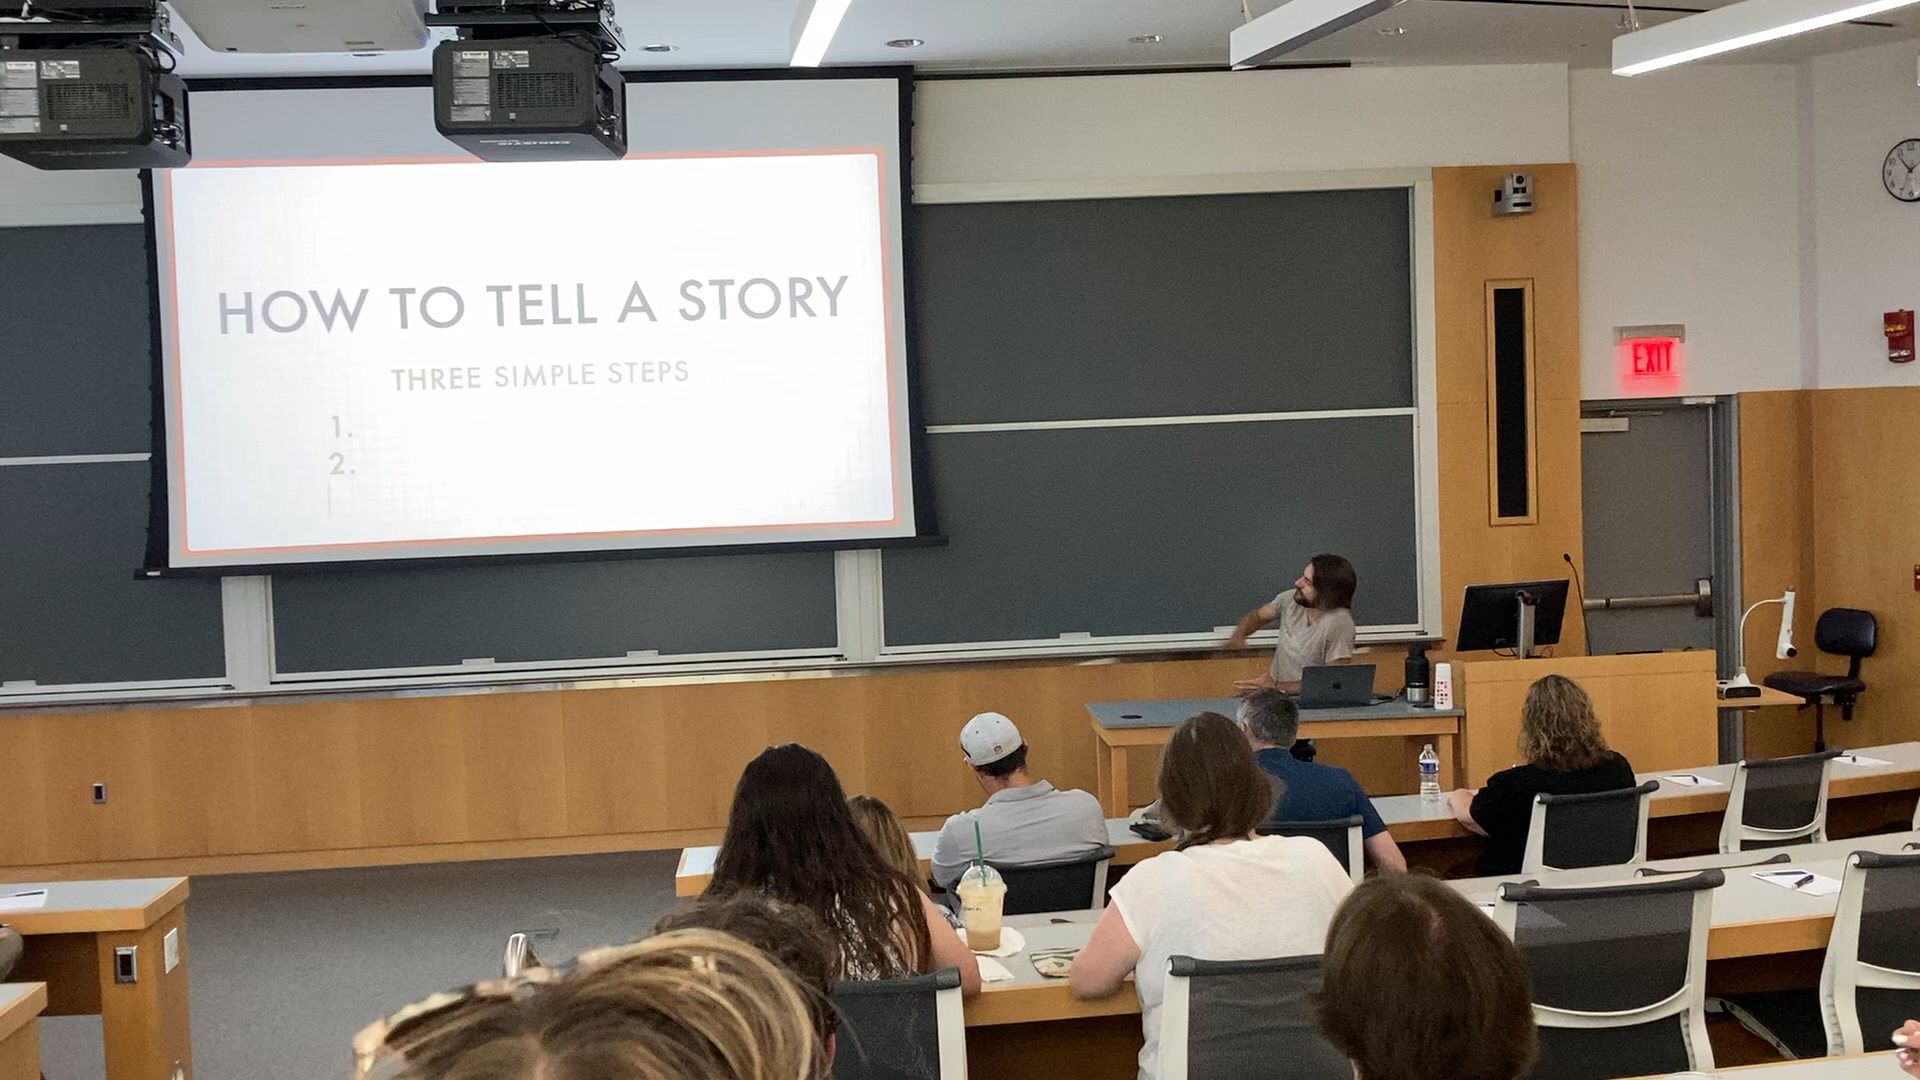 HOW TO TELL A STORY
THREE SIMPLE STEPS
1.
2.
EXIT